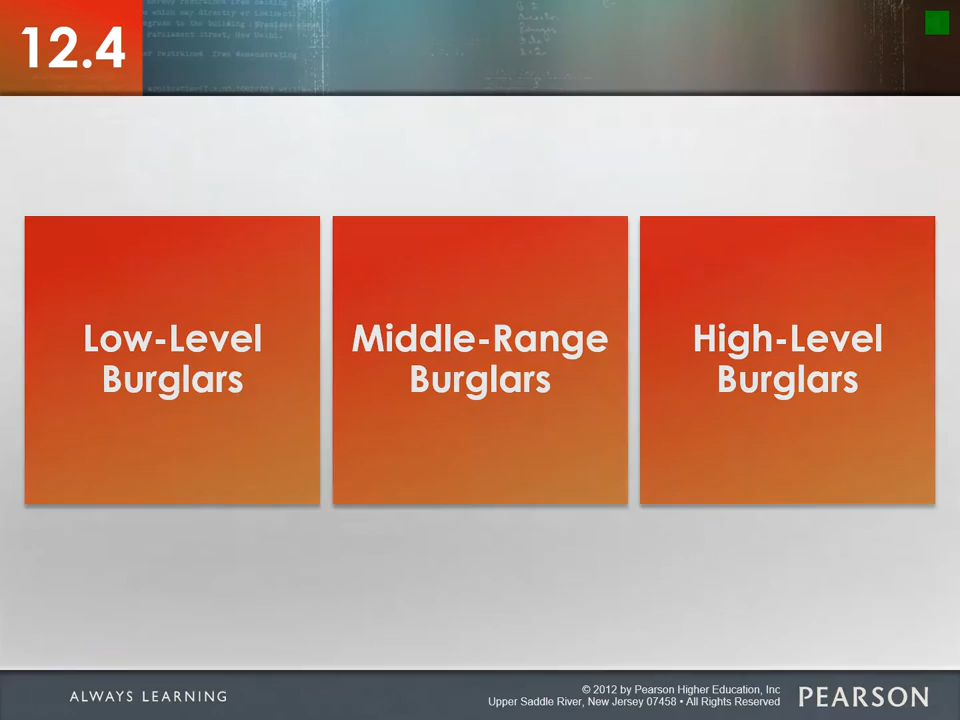 12.4
Low-Level
Burglars
Middle-Range
Burglars
High-Level
Burglars
ALWAYS LEARNING
© 2012 by Pearson Higher Education, Inc
Upper Saddle River, New Jersey 07458 • All Rights Reserved
PEARSON